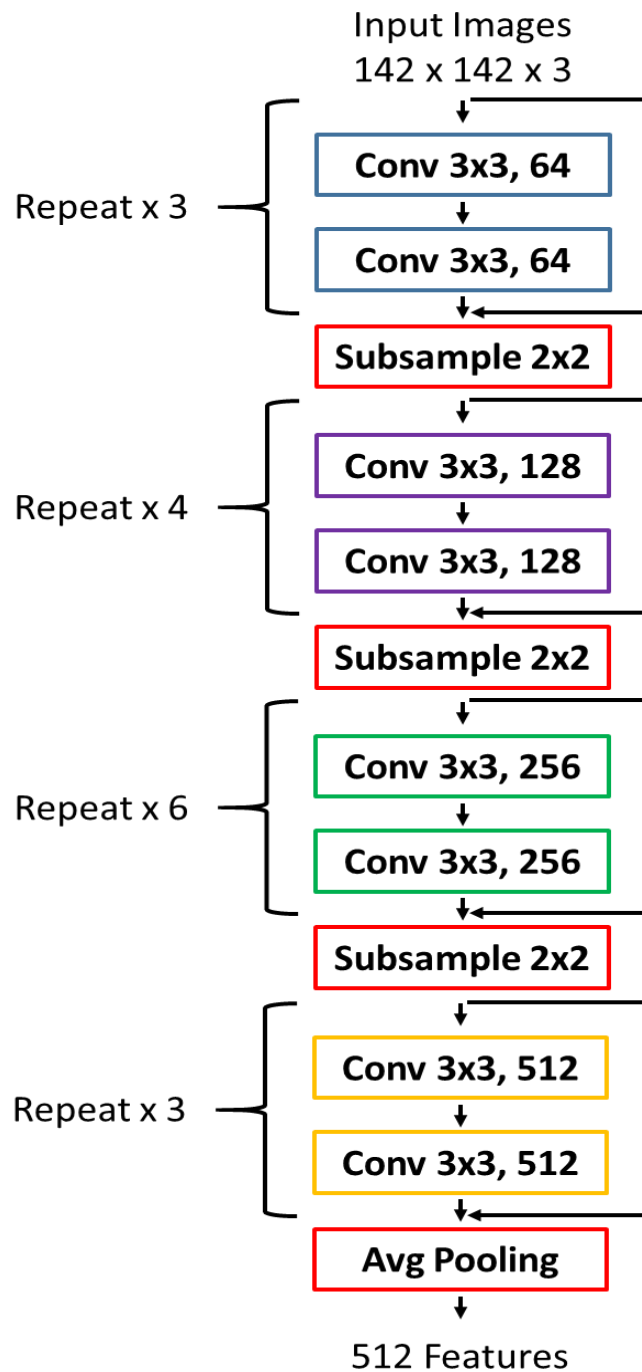 Input Images
142 x 142 x 3
Conv 3x3, 64
Repeat x 3
Conv 3x3, 64
Subsample 2x2
Conv 3x3, 128
Repeat x 4
Conv 3x3, 128
Subsample 2x2
Conv 3x3, 256
Repeat x 6
Conv 3x3, 256
Subsample 2x2
Conv 3x3, 512
Repeat x 3
Conv 3x3, 512
Avg Pooling
512 Features